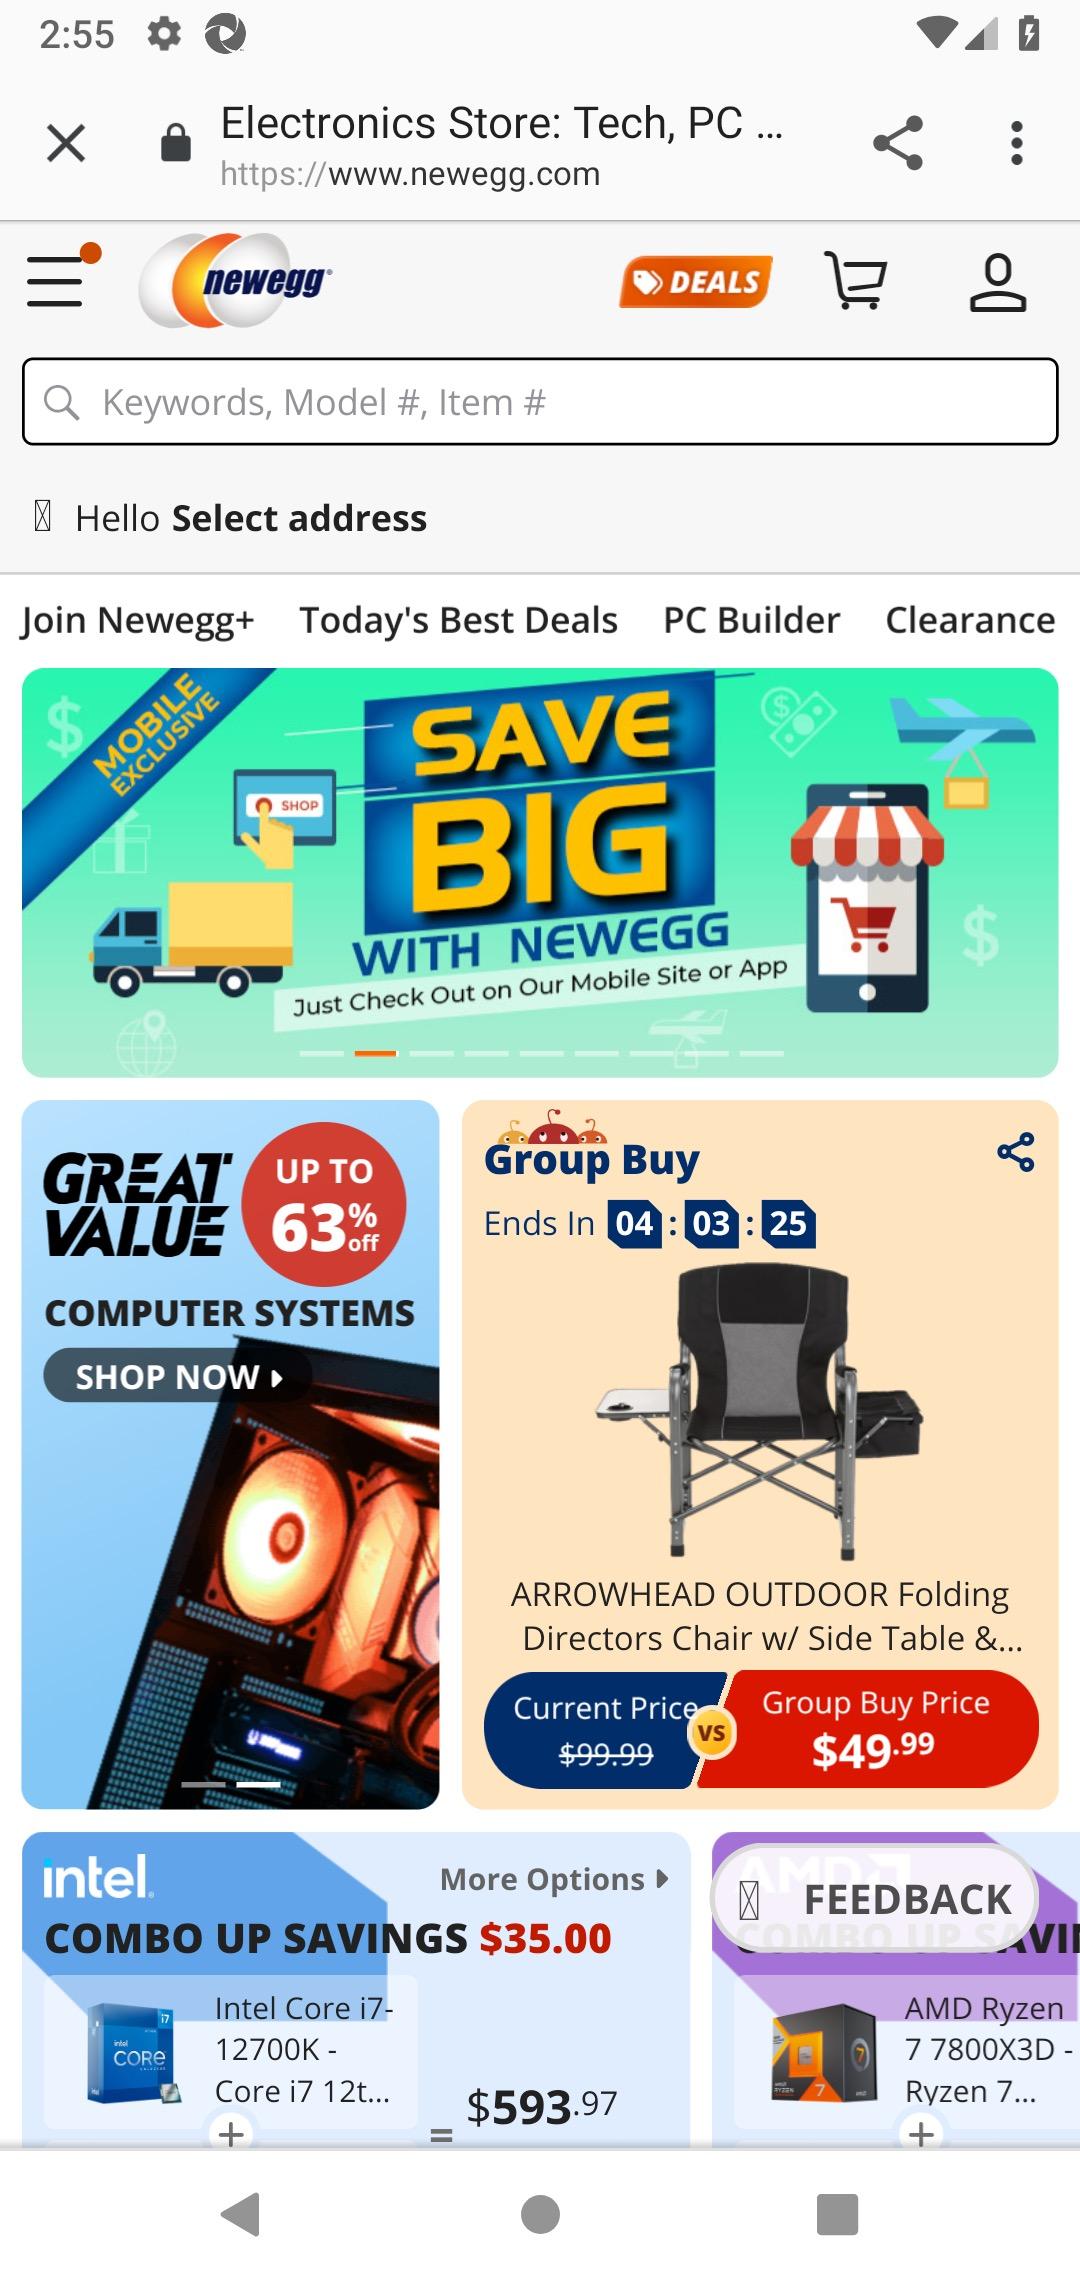 2:55
Electronics Store: Tech, PC ...
https://www.newegg.com
newegg
DEALS
Keywords, Model #, Item #
Hello Select address
Join Newegg+ Today's Best Deals PC Builder Clearance
MOBILE
EXCLUSIVE
SHOP
SAVE
BIG
WITH NEWEGG
Just Check Out on Our Mobile Site or App
GREAT
VALUE
UP TO
63% off
COMPUTER SYSTEMS
SHOP NOW
Group Buy
Ends In 04 : 03 : 25
ARROWHEAD OUTDOOR Folding
Directors Chair w/ Side Table &...
Current Price
$99.99
VS
Group Buy Price
$49.99
intel.
More Options
COMBO UP SAVINGS $35.00
Intel Core i7-
12700K -
Core i7 12t...
intel
CORE
i7
= $593.97
AMD
FEEDBACK
COMBO UP SAVI
AMD Ryzen
7 7800X3D -
Ryzen 7...
RYZEN
7